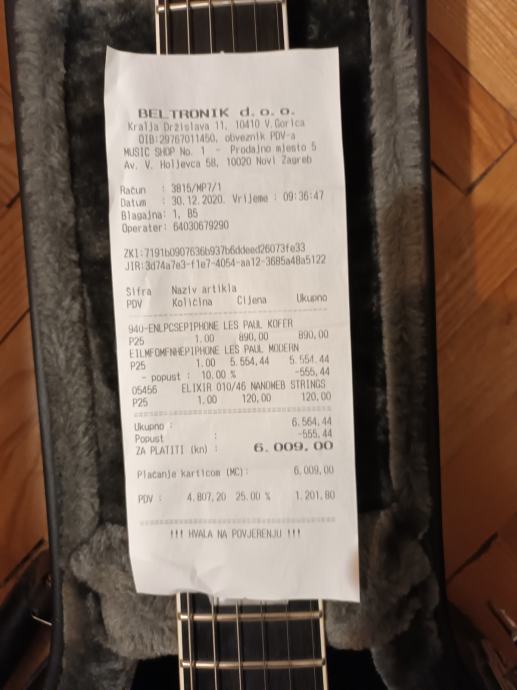 BELTRONIK d.o.o.
Kralja Držislava 11, 10410 V.Gorica
OIB:29767011450, obveznik PDV-a
MUSIC SHOP No. 1 - Prodajno mjesto 5
Av. V. Holjevca 58, 10020 Novi Zagreb
Račun : 3815/MP7/1
Datum : 30.12.2020. Vrijeme : 09:36:47
Blagajna: 1, B5
Operater: 64030679290
ZKI:7191b0907636b937b6ddeed26073fe33
JIR:3d74a7e3-f1e7-4054-aa12-3685a48a5122
Šifra Naziv artikla
PDV Količina Cijena Ukupno
940-ENLPCSEPIPHONE LES PAUL KOFER
P25 1.00 890,00 890,00
EILMFOMFNHEPIPHONE LES PAUL MODERN
P25 1.00 5.554,44 5.554,44
- popust : 10.00 % -555,44
05456 ELIXIR 010/46 NANOWEB STRINGS
P25 1.00 120,00 120,00
Ukupno : 6.564,44
Popust : -555,44
ZA PLATITI (kn) : 6.009,00
Plaćanje karticom (MC): 6.009,00
PDV : 4.807,20 25.00 % 1.201,80
!!! HVALA NA POVJERENJU !!!